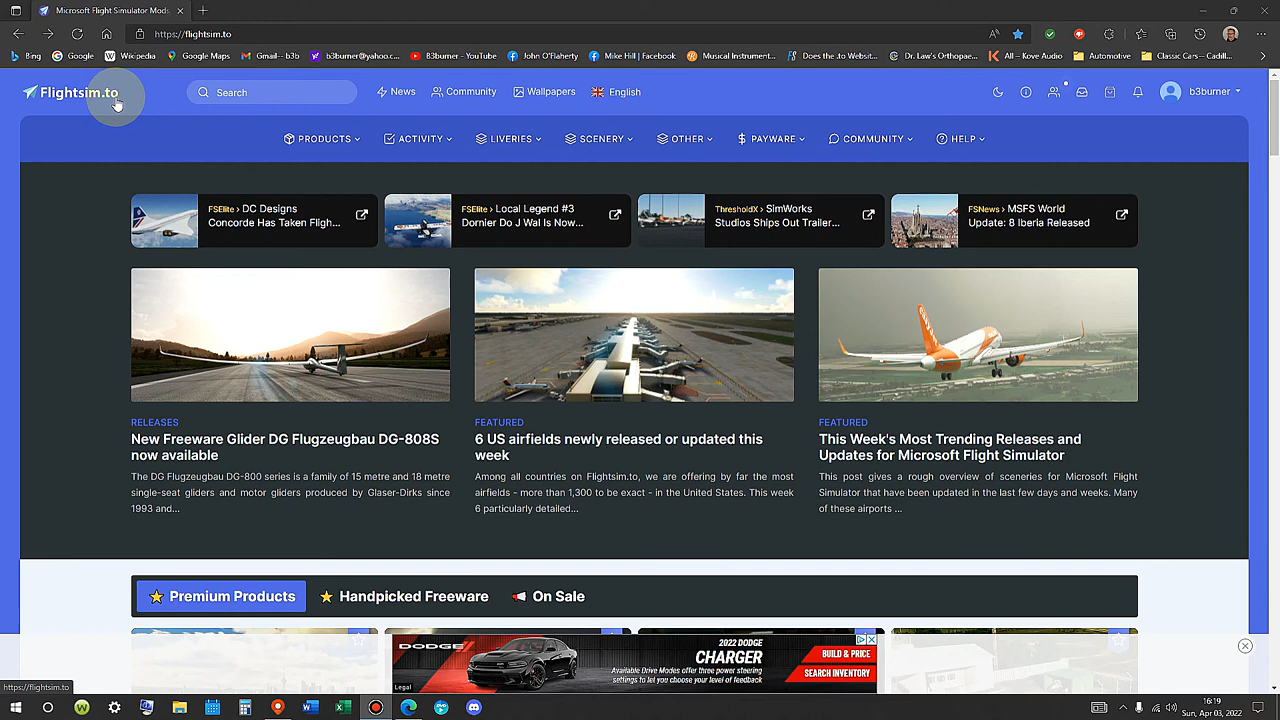 Microsoft Flight Simulator Mods,
https://flightsim.to
Bing
Google
Wikipedia
Google Maps
Gmail – b3b
b3burner@yahoo.c...
B3burner - YouTube
John O'Flaherty
Mike Hill | Facebook
Musical Instrument...
Does the .to Websit...
Dr. Law's Orthopae...
All – Kove Audio
Automotive
Classic Cars – Cadill...
Flightsim.to
Search
News
Community
Wallpapers
English
b3burner
PRODUCTS
ACTIVITY
LIVERIES
SCENERY
OTHER
PAYWARE
COMMUNITY
HELP
FSElite › DC Designs
Concorde Has Taken Fligh...
FSElite › Local Legend #3
Dornier Do J Wal Is Now...
ThresholdX › SimWorks
Studios Ships Out Trailer...
FSNews › MSFS World
Update: 8 Iberia Released
RELEASES
New Freeware Glider DG Flugzeugbau DG-808S
now available
The DG Flugzeugbau DG-800 series is a family of 15 metre and 18 metre
single-seat gliders and motor gliders produced by Glaser-Dirks since
1993 and...
FEATURED
6 US airfields newly released or updated this
week
Among all countries on Flightsim.to, we are offering by far the most
airfields - more than 1,300 to be exact - in the United States. This week
6 particularly detailed...
FEATURED
This Week's Most Trending Releases and
Updates for Microsoft Flight Simulator
This post gives a rough overview of sceneries for Microsoft Flight
Simulator that have been updated in the last few days and weeks. Many
of these airports ...
Premium Products
Handpicked Freeware
On Sale
DODGE
2022 DODGE
CHARGER
Available Drive Modes offer three power steering
settings to let you choose your level of feedback
BUILD & PRICE
SEARCH INVENTORY
Legal
https://flightsim.to
16:19
Sun, Apr 03, 2022